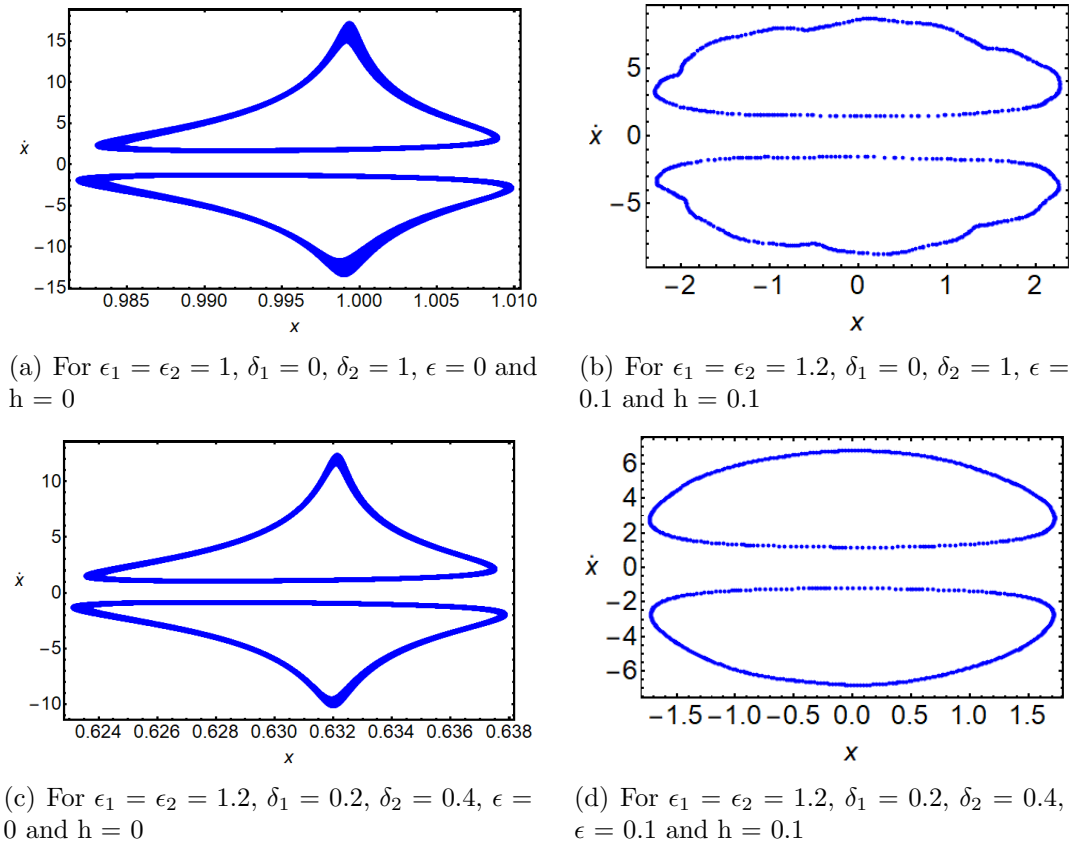 15
10
5
0
−5
−10
−15
ẋ
0.985 0.990 0.995 1.000 1.005 1.010
x
5
0
−5
ẋ
−2 −1 0 1 2
x
(a) For ϵ₁ = ϵ₂ = 1, δ₁ = 0, δ₂ = 1, ϵ = 0 and
h = 0
(b) For ϵ₁ = ϵ₂ = 1.2, δ₁ = 0, δ₂ = 1, ϵ =
0.1 and h = 0.1
10
5
0
−5
−10
ẋ
0.624 0.626 0.628 0.630 0.632 0.634 0.636 0.638
x
6
4
2
0
−2
−4
−6
ẋ
−1.5 −1.0 −0.5 0.0 0.5 1.0 1.5
x
(c) For ϵ₁ = ϵ₂ = 1.2, δ₁ = 0.2, δ₂ = 0.4, ϵ =
0 and h = 0
(d) For ϵ₁ = ϵ₂ = 1.2, δ₁ = 0.2, δ₂ = 0.4,
ϵ = 0.1 and h = 0.1